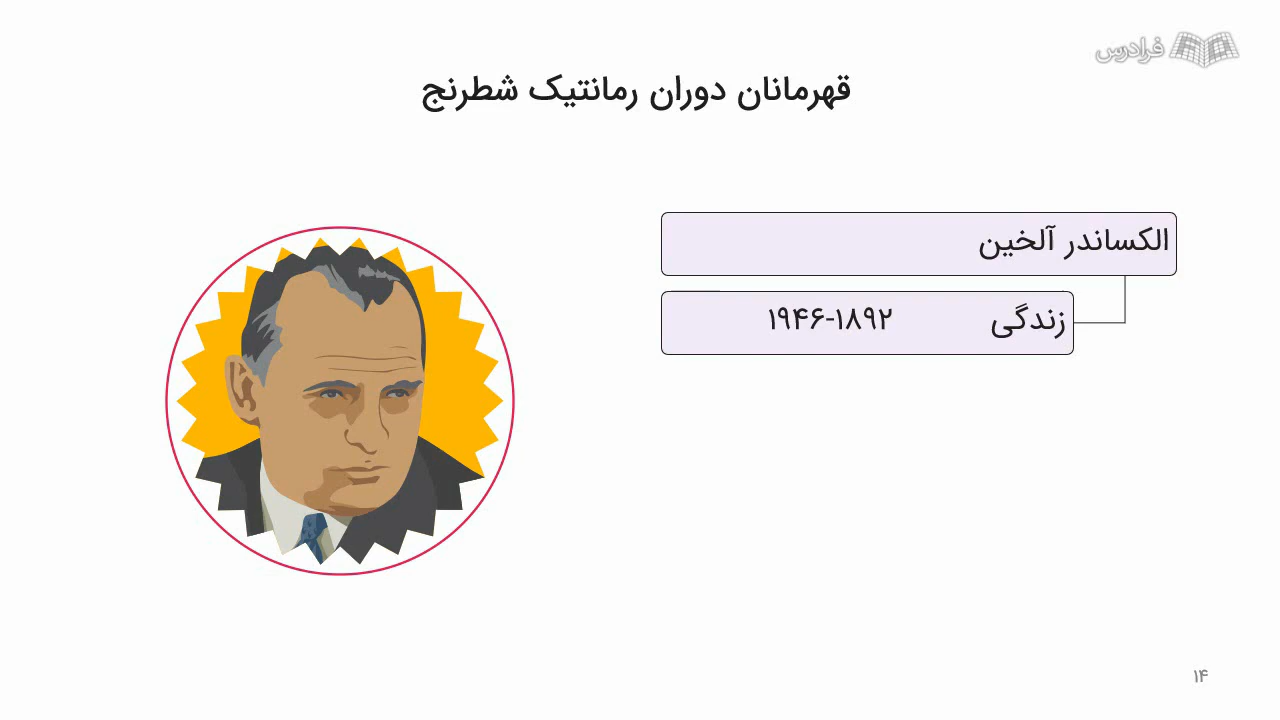 فرادرس
قهرمانان دوران رمانتیک شطرنج
الکساندر آلخین
زندگی ۱۸۹۲-۱۹۴۶
۱۴